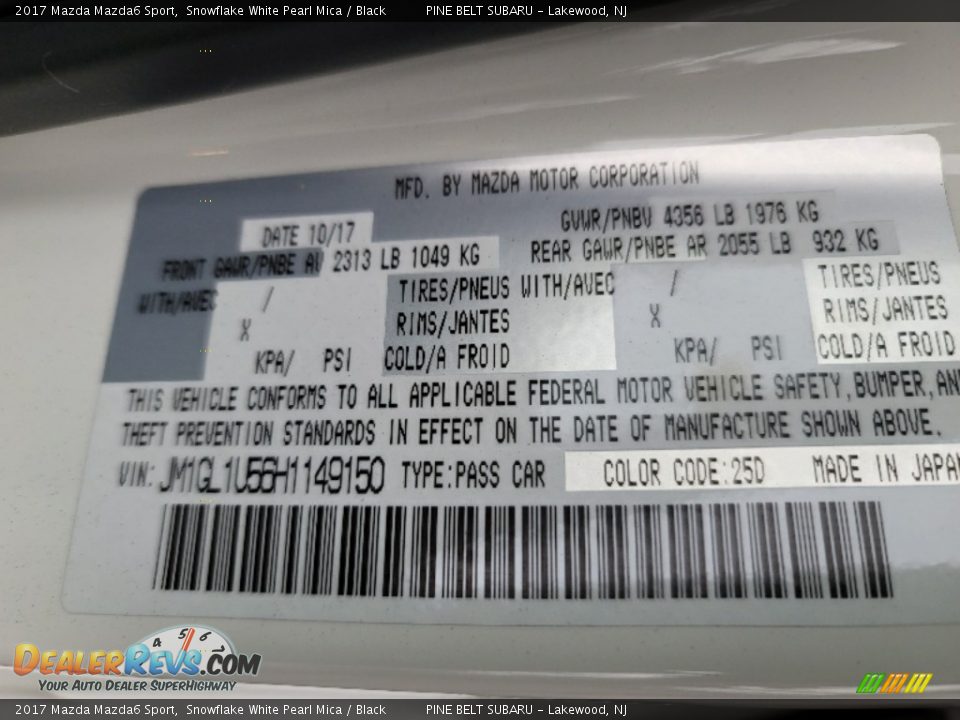 2017 Mazda Mazda6 Sport, Snowflake White Pearl Mica / Black PINE BELT SUBARU - Lakewood, NJ
MFD. BY MAZDA MOTOR CORPORATION
DATE 10/17 GVWR/PNBV 4356 LB 1976 KG
FRONT GAWR/PNBE AV 2313 LB 1049 KG REAR GAWR/PNBE AR 2055 LB 932 KG
WITH/AVEC / TIRES/PNEUS WITH/AVEC / TIRES/PNEUS
X RIMS/JANTES X RIMS/JANTES
KPA/ PSI COLD/A FROID KPA/ PSI COLD/A FROID
THIS VEHICLE CONFORMS TO ALL APPLICABLE FEDERAL MOTOR VEHICLE SAFETY, BUMPER, AN
THEFT PREVENTION STANDARDS IN EFFECT ON THE DATE OF MANUFACTURE SHOWN ABOVE.
VIN: JM1GL1U56H1149150 TYPE:PASS CAR COLOR CODE:25D MADE IN JAPAN
4 5 6
DEALERREVS.COM
YOUR AUTO DEALER SUPERHIGHWAY
2017 Mazda Mazda6 Sport, Snowflake White Pearl Mica / Black PINE BELT SUBARU - Lakewood, NJ